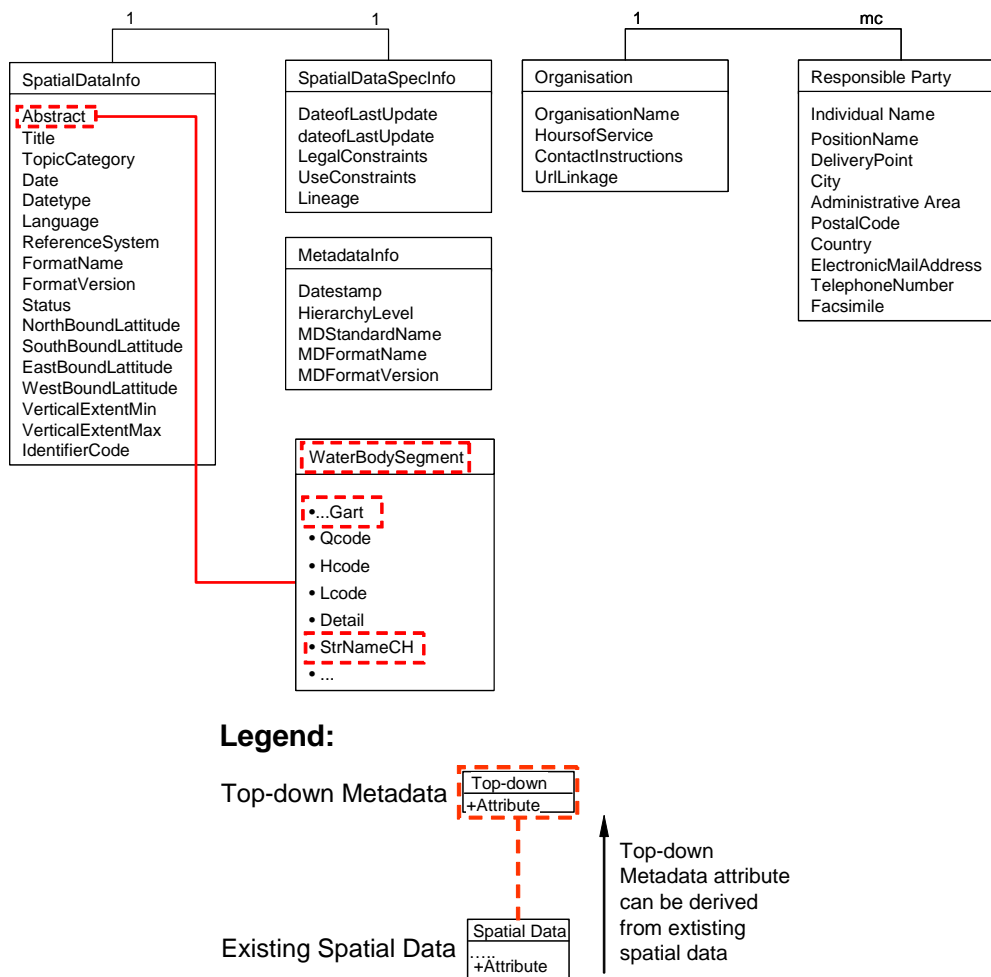 1
1
1
mc
SpatialDataInfo
Abstract
Title
TopicCategory
Date
Datetype
Language
ReferenceSystem
FormatName
FormatVersion
Status
NorthBoundLattitude
SouthBoundLattitude
EastBoundLattitude
WestBoundLattitude
VerticalExtentMin
VerticalExtentMax
IdentifierCode
SpatialDataSpecInfo
DateofLastUpdate
dateofLastUpdate
LegalConstraints
UseConstraints
Lineage
MetadataInfo
Datestamp
HierarchyLevel
MDStandardName
MDFormatName
MDFormatVersion
Organisation
OrganisationName
HoursofService
ContactInstructions
UrlLinkage
Responsible Party
Individual Name
PositionName
DeliveryPoint
City
Administrative Area
PostalCode
Country
ElectronicMailAddress
TelephoneNumber
Facsimile
WaterBodySegment
•...Gart
• Qcode
• Hcode
• Lcode
• Detail
• StrNameCH
• ...
Legend:
Top-down Metadata
Top-down
+Attribute
Top-down
Metadata attribute
can be derived
from extisting
spatial data
Existing Spatial Data
Spatial Data
.....
+Attribute